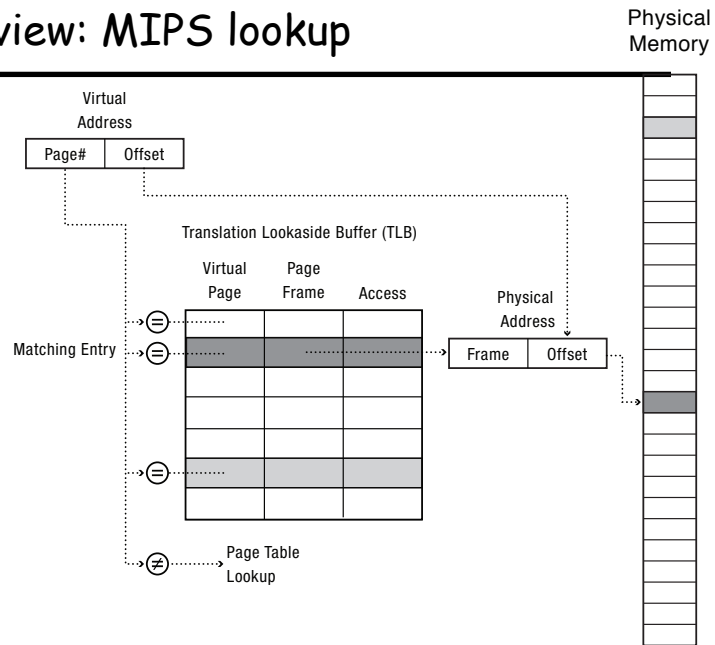 view: MIPS lookup
Physical
Memory
Virtual
Address
Page# Offset
Translation Lookaside Buffer (TLB)
Virtual
Page
Page
Frame
Access
Physical
Address
=
Matching Entry
=
Frame Offset
=
≠
Page Table
Lookup